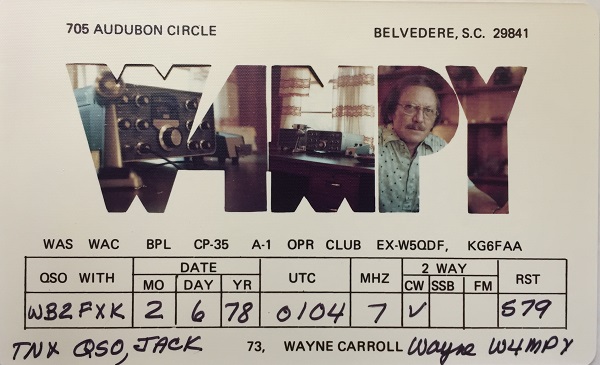 705 AUDUBON CIRCLE BELVEDERE, S.C. 29841
W4MPY
WAS WAC BPL CP-35 A-1 OPR CLUB EX-W5QDF, KG6FAA
QSO WITH DATE UTC MHZ 2 WAY RST
MO DAY YR CW SSB FM
WB2FXK 2 6 78 0104 7 ✓ 579
TNX QSO, JACK 73, WAYNE CARROLL Wayne W4MPY